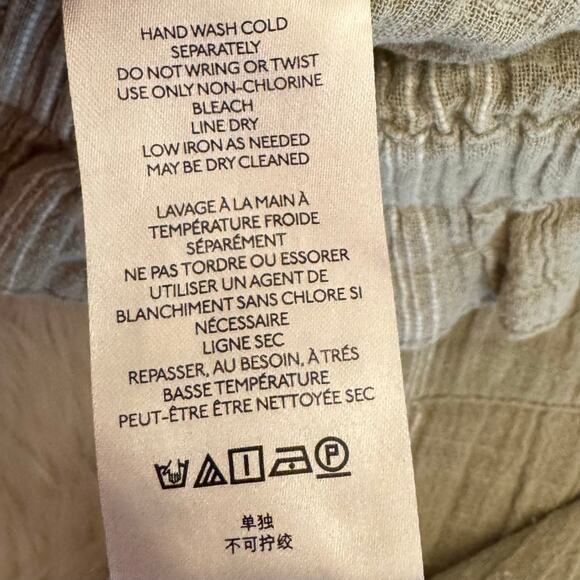 HAND WASH COLD
SEPARATELY
DO NOT WRING OR TWIST
USE ONLY NON-CHLORINE
BLEACH
LINE DRY
LOW IRON AS NEEDED
MAY BE DRY CLEANED
LAVAGE À LA MAIN À
TEMPÉRATURE FROIDE
SÉPARÉMENT
NE PAS TORDRE OU ESSORER
UTILISER UN AGENT DE
BLANCHIMENT SANS CHLORE SI
NÉCESSAIRE
LIGNE SEC
REPASSER, AU BESOIN, À TRÉS
BASSE TEMPÉRATURE
PEUT-ÊTRE ÊTRE NETTOYÉE SEC
P
单独
不可拧绞